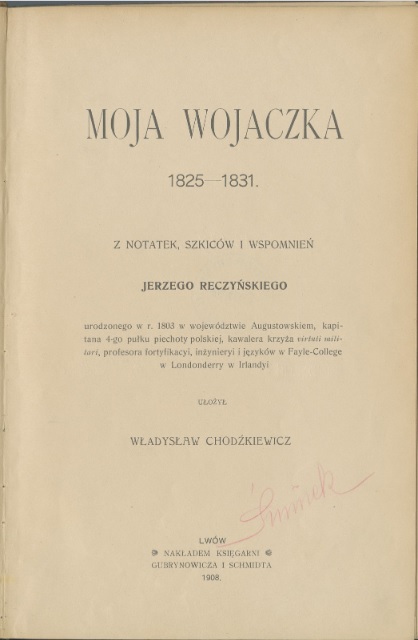 MOJA WOJACZKA
1825—1831.
Z NOTATEK, SZKICÓW I WSPOMNIEŃ
JERZEGO RECZYŃSKIEGO
urodzonego w r. 1803 w województwie Augustowskiem, kapi-
tana 4-go pułku piechoty polskiej, kawalera krzyża virtuti mili-
tari, profesora fortyfikacyi, inżynieryi i języków w Fayle-College
w Londonderry w Irlandyi
UŁOŻYŁ
WŁADYSŁAW CHODŹKIEWICZ
LWÓW
NAKŁADEM KSIĘGARNI
GUBRYNOWICZA I SCHMIDTA
1908.